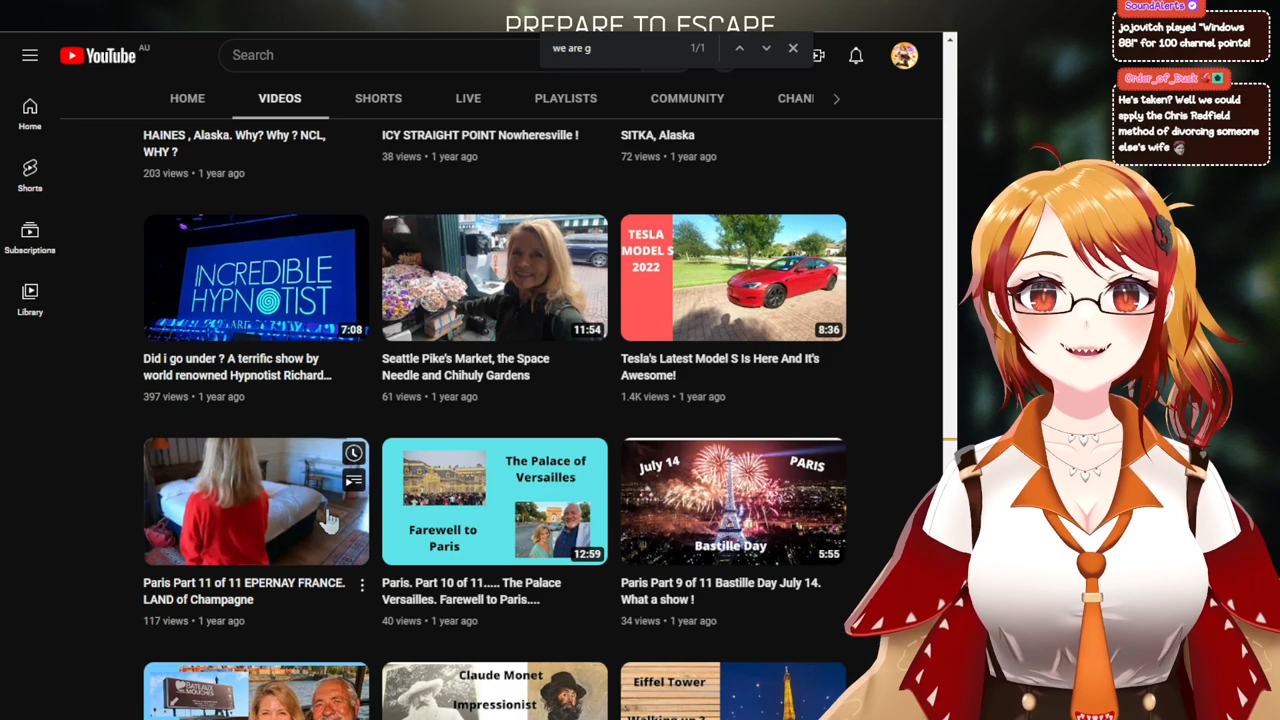 PREPARE TO ESCAPE
YouTube AU
Search
we are g
1/1
HOME
VIDEOS
SHORTS
LIVE
PLAYLISTS
COMMUNITY
CHANI
Home
Shorts
Subscriptions
Library
HAINES , Alaska. Why? Why ? NCL,
WHY ?
203 views • 1 year ago
ICY STRAIGHT POINT Nowheresville !
38 views • 1 year ago
SITKA, Alaska
72 views • 1 year ago
INCREDIBLE
HYPNOTIST
7:08
Did i go under ? A terrific show by
world renowned Hypnotist Richard...
397 views • 1 year ago
11:54
Seattle Pike's Market, the Space
Needle and Chihuly Gardens
61 views • 1 year ago
TESLA
MODEL S
2022
8:36
Tesla's Latest Model S Is Here And It's
Awesome!
1.4K views • 1 year ago
Paris Part 11 of 11 EPERNAY FRANCE.
LAND of Champagne
117 views • 1 year ago
The Palace of
Versailles
Farewell to
Paris
12:59
Paris. Part 10 of 11..... The Palace
Versailles. Farewell to Paris....
40 views • 1 year ago
July 14
PARIS
Bastille Day
5:55
Paris Part 9 of 11 Bastille Day July 14.
What a show !
34 views • 1 year ago
BATEAUX
MOUCHES
Claude Monet
Impressionist
Eiffel Tower
SoundAlerts
jojovitch played "Windows
98!" for 100 channel points!
Order_of_Dusk
He's taken? Well we could
apply the Chris Redfield
method of divorcing someone
else's wife